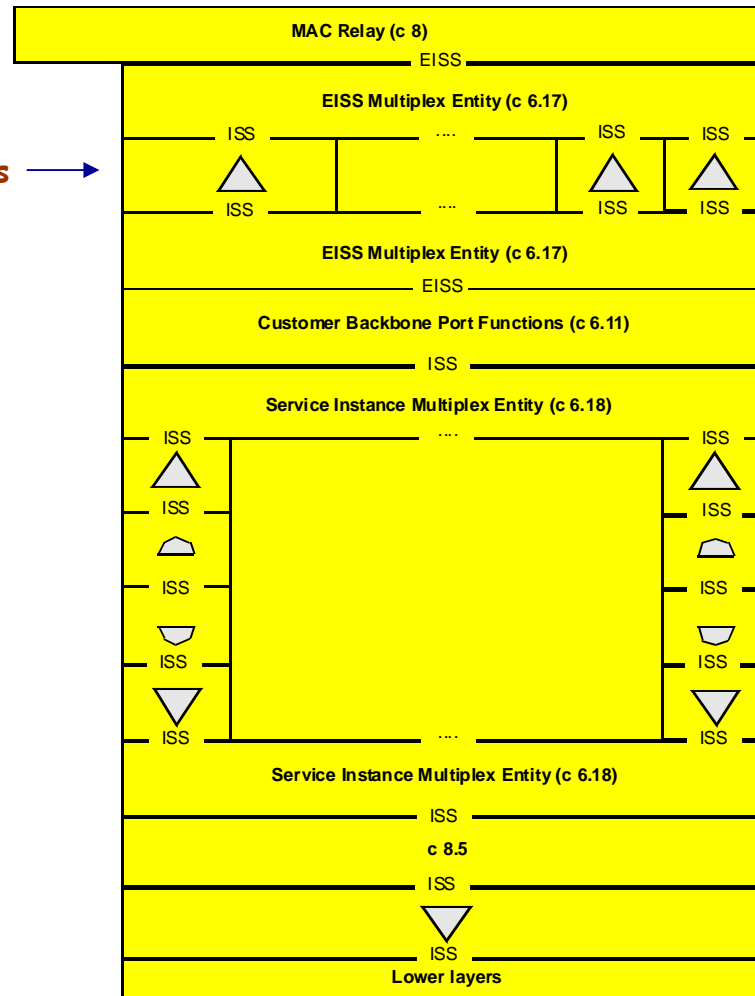 MAC Relay (c 8)
EISS
EISS Multiplex Entity (c 6.17)
ISS .... ISS ISS
s
ISS .... ISS ISS
EISS Multiplex Entity (c 6.17)
EISS
Customer Backbone Port Functions (c 6.11)
ISS
Service Instance Multiplex Entity (c 6.18)
ISS .... ISS
ISS ISS
ISS ISS
ISS ISS
ISS .... ISS
Service Instance Multiplex Entity (c 6.18)
ISS
c 8.5
ISS
ISS
Lower layers